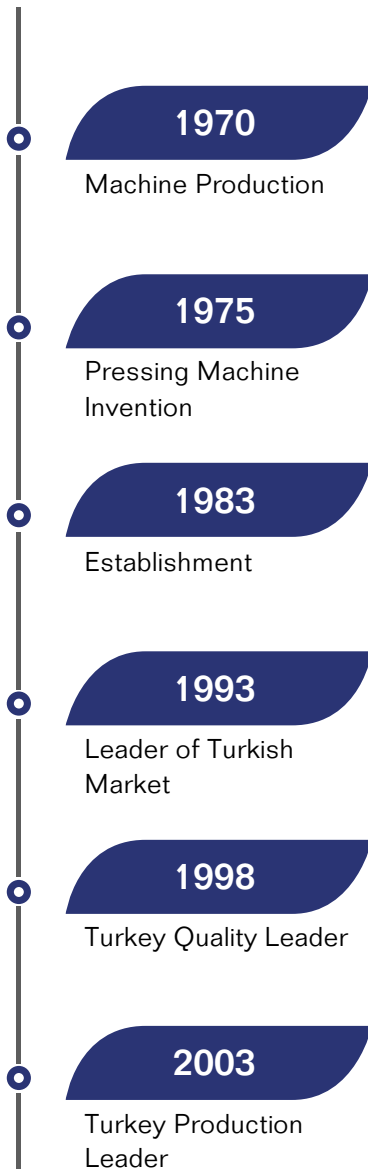 1970
Machine Production
1975
Pressing Machine
Invention
1983
Establishment
1993
Leader of Turkish
Market
1998
Turkey Quality Leader
2003
Turkey Production
Leader